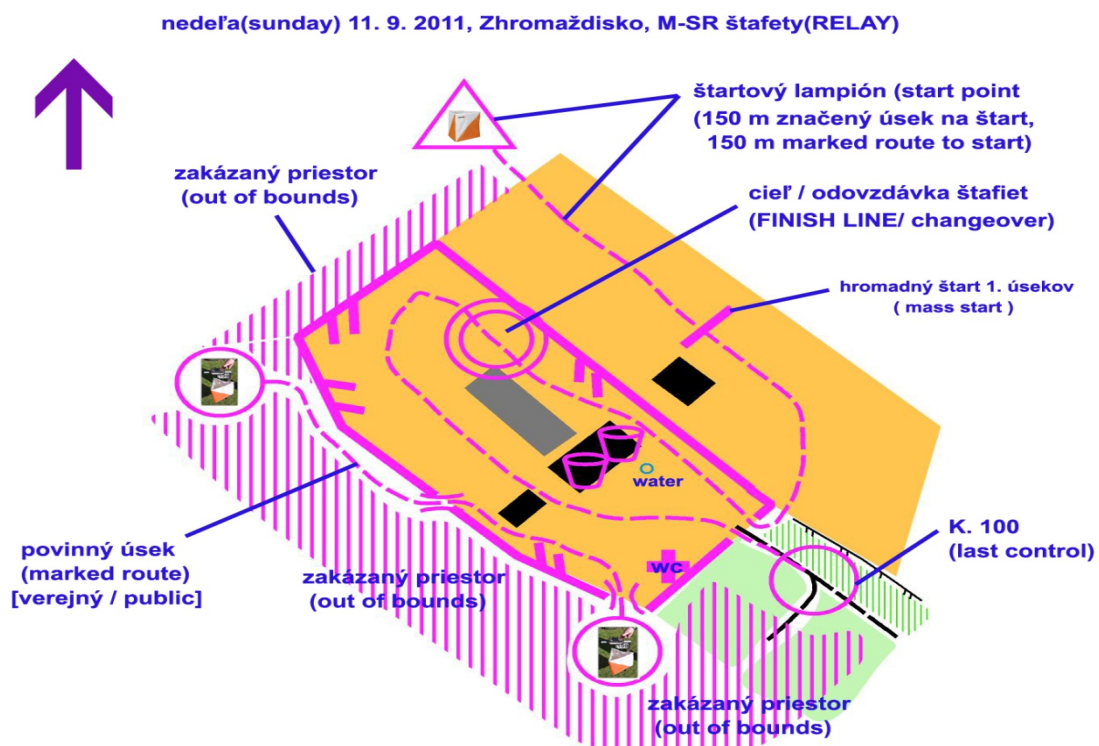 nedeľa(sunday) 11. 9. 2011, Zhromaždisko, M-SR štafety(RELAY)
štartový lampión (start point
(150 m značený úsek na štart,
150 m marked route to start)
zakázaný priestor
(out of bounds)
cieľ / odovzdávka štafiet
(FINISH LINE/ changeover)
hromadný štart 1. úsekov
( mass start )
water
K. 100
(last control)
povinný úsek
(marked route)
[verejný / public]
WC
zakázaný priestor
(out of bounds)
zakázaný priestor
(out of bounds)